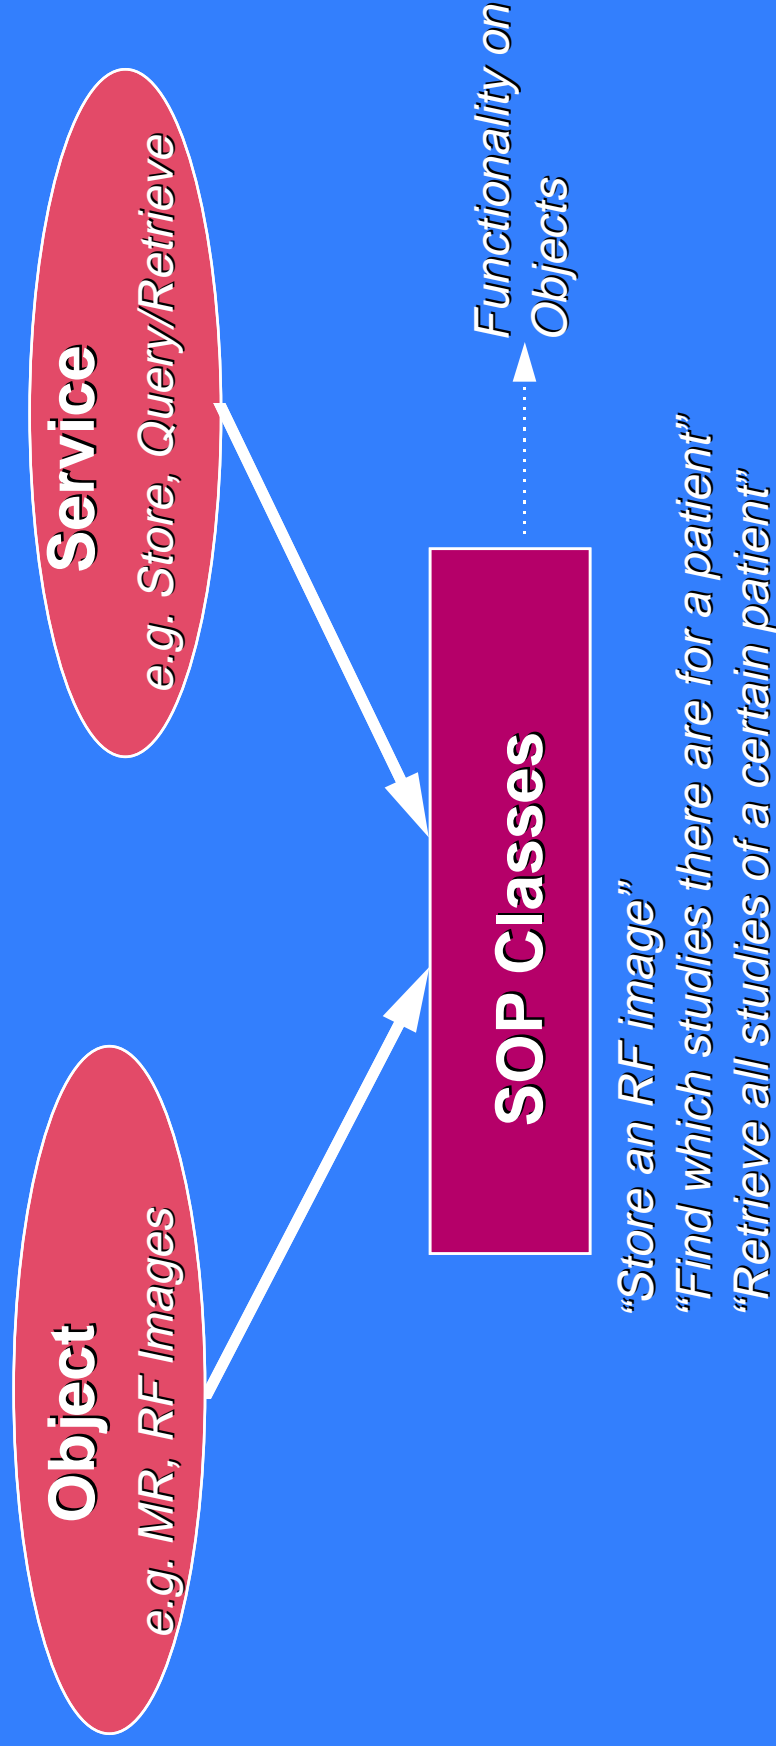 Object
e.g. MR, RF Images
Service
e.g. Store, Query/Retrieve
SOP Classes
Functionality on
Objects
“Store an RF image”
“Find which studies there are for a patient”
“Retrieve all studies of a certain patient”